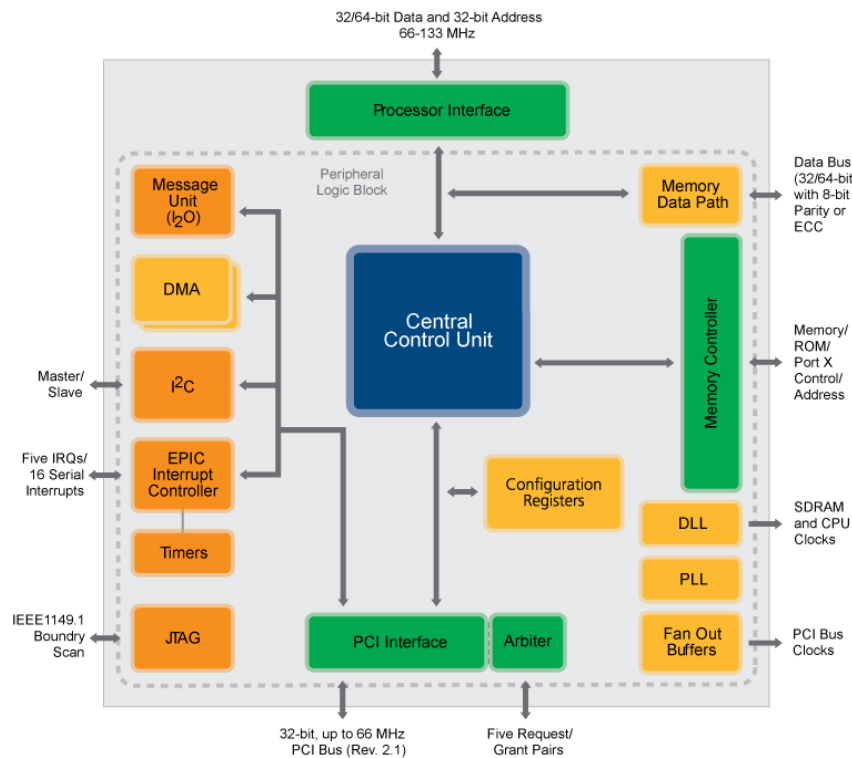 32/64-bit Data and 32-bit Address
66-133 MHz
Processor Interface
Peripheral
Logic Block
Message
Unit
(I2O)
DMA
I2C
EPIC
Interrupt
Controller
Timers
JTAG
Master/
Slave
Five IRQs/
16 Serial
Interrupts
IEEE1149.1
Boundry
Scan
Central
Control Unit
Configuration
Registers
PCI Interface
Arbiter
Memory
Data Path
Memory Controller
DLL
PLL
Fan Out
Buffers
Data Bus
(32/64-bit
with 8-bit
Parity or
ECC
Memory/
ROM/
Port X
Control/
Address
SDRAM
and CPU
Clocks
PCI Bus
Clocks
32-bit, up to 66 MHz
PCI Bus (Rev. 2.1)
Five Request/
Grant Pairs